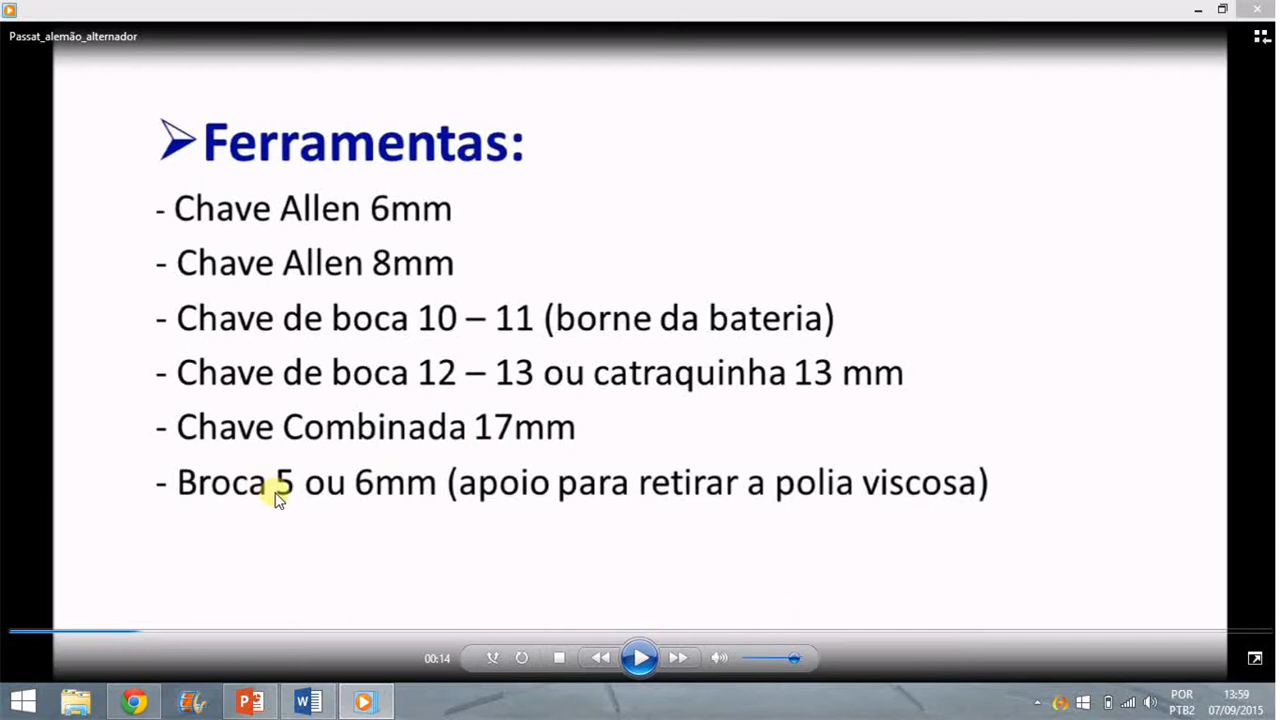 Passat_alemão_alternador
Ferramentas:
- Chave Allen 6mm
- Chave Allen 8mm
- Chave de boca 10 – 11 (borne da bateria)
- Chave de boca 12 – 13 ou catraquinha 13 mm
- Chave Combinada 17mm
- Broca 5 ou 6mm (apoio para retirar a polia viscosa)
00:14
POR 13:59
PTB2 07/09/2015